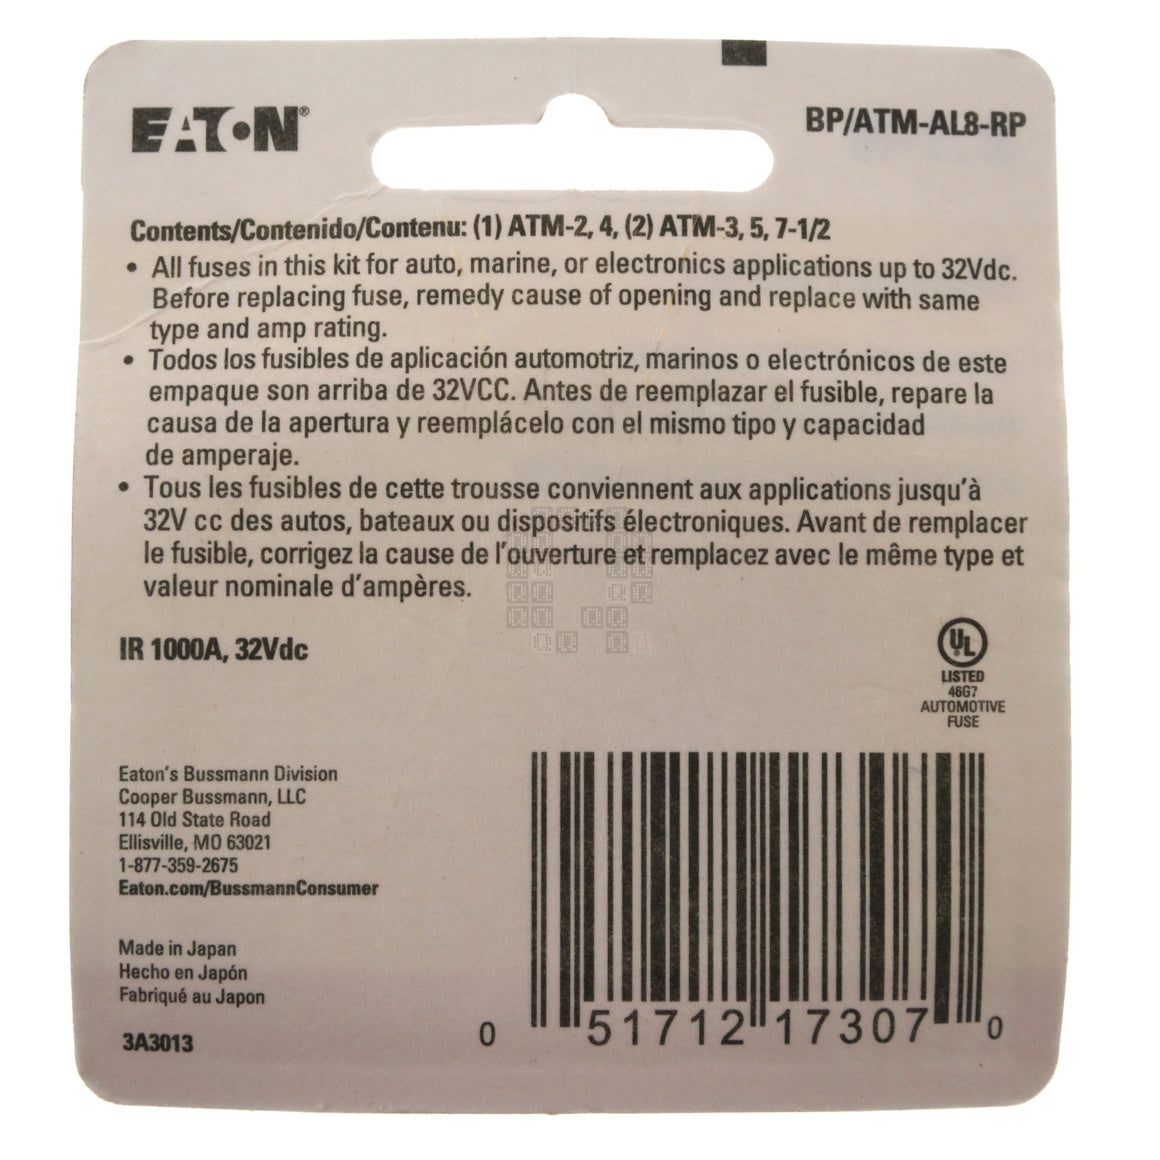 EATON®
BP/ATM-AL8-RP
Contents/Contenido/Contenu: (1) ATM-2, 4, (2) ATM-3, 5, 7-1/2
• All fuses in this kit for auto, marine, or electronics applications up to 32Vdc.
Before replacing fuse, remedy cause of opening and replace with same
type and amp rating.
• Todos los fusibles de aplicación automotriz, marinos o electrónicos de este
empaque son arriba de 32VCC. Antes de reemplazar el fusible, repare la
causa de la apertura y reemplácelo con el mismo tipo y capacidad
de amperaje.
• Tous les fusibles de cette trousse conviennent aux applications jusqu'à
32V cc des autos, bateaux ou dispositifs électroniques. Avant de remplacer
le fusible, corrigez la cause de l'ouverture et remplacez avec le même type et
valeur nominale d'ampères.
IR 1000A, 32Vdc
UL®
LISTED
46G7
AUTOMOTIVE
FUSE
Eaton's Bussmann Division
Cooper Bussmann, LLC
114 Old State Road
Ellisville, MO 63021
1-877-359-2675
Eaton.com/BussmannConsumer
Made in Japan
Hecho en Japón
Fabriqué au Japon
3A3013
0 51712 17307 0